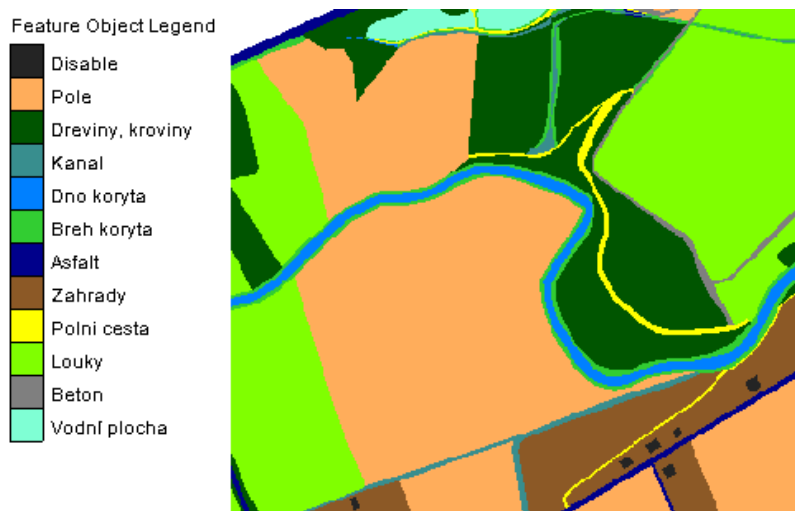 Feature Object Legend
Disable
Pole
Dreviny, kroviny
Kanal
Dno koryta
Breh koryta
Asfalt
Zahrady
Polni cesta
Louky
Beton
Vodní plocha